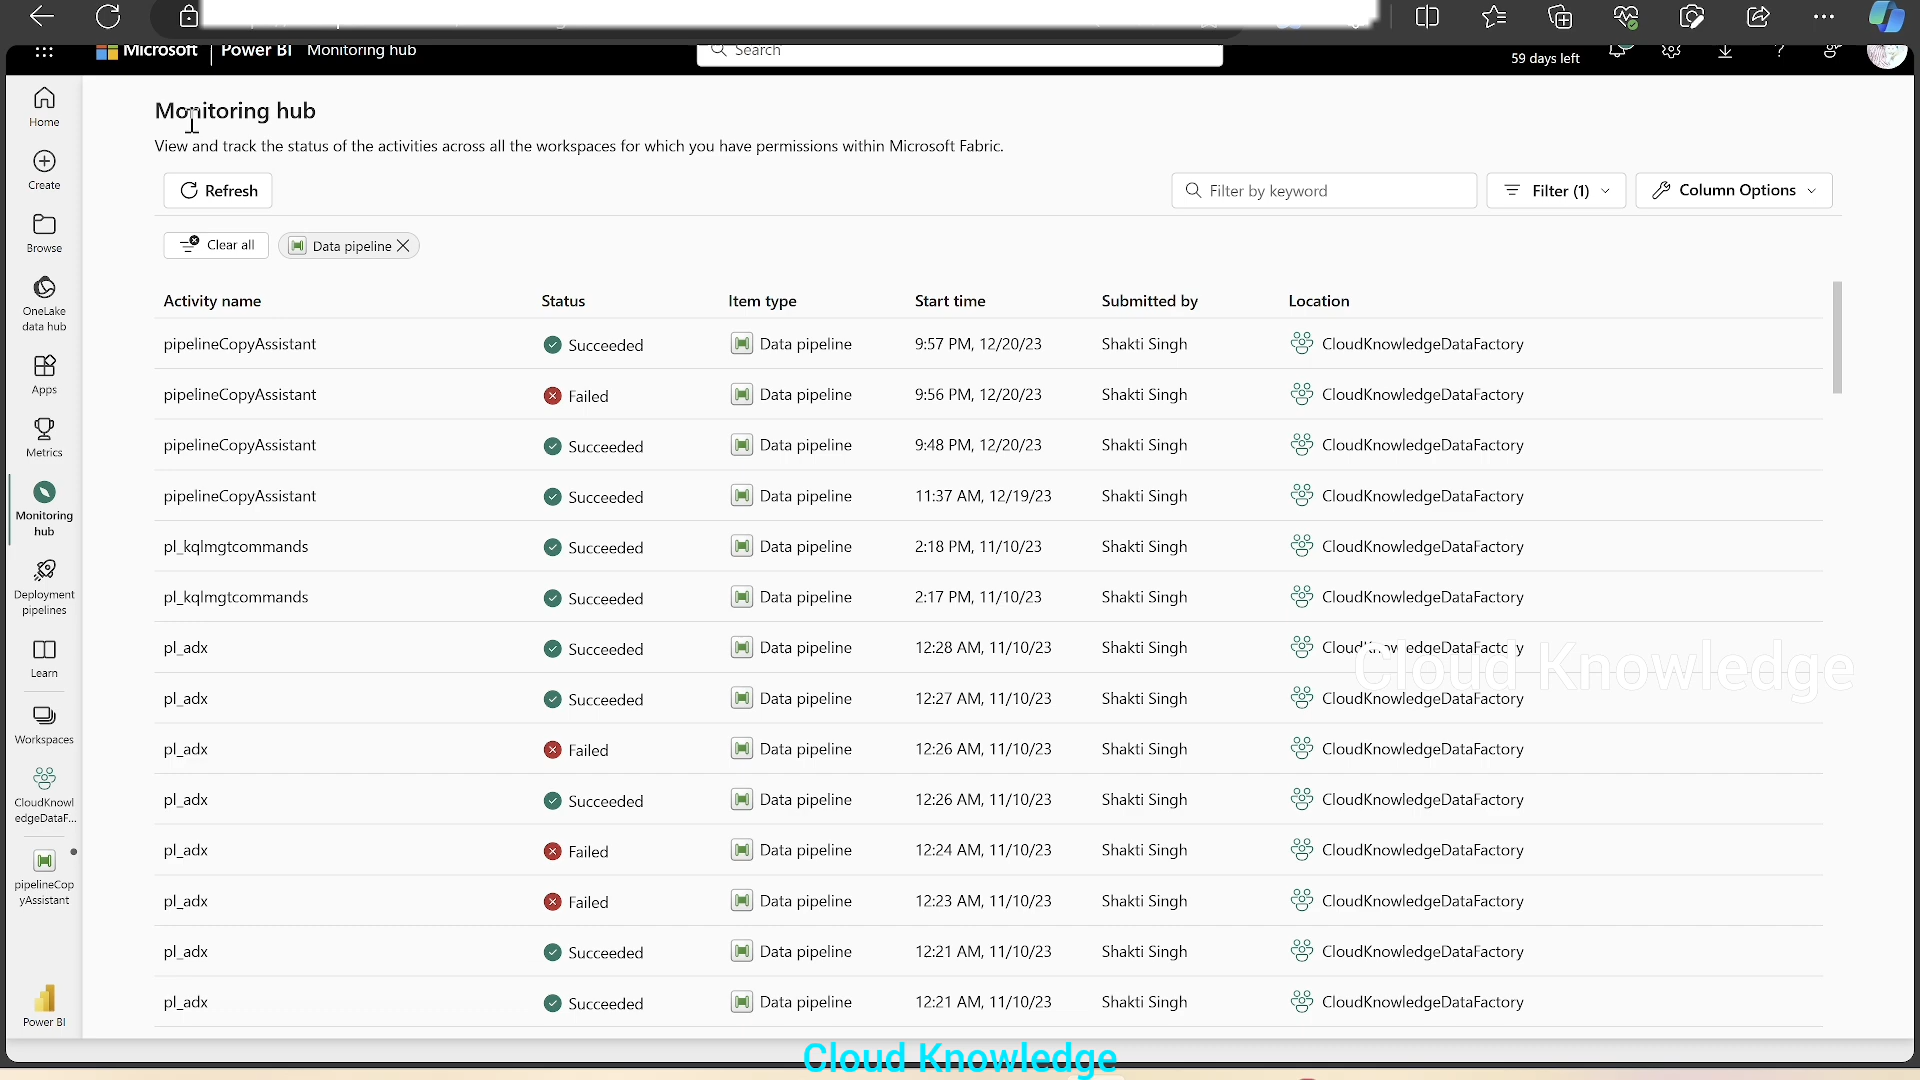 Microsoft Power BI Monitoring hub
Search
59 days left
Home
Create
Browse
OneLake
data hub
Apps
Metrics
Monitoring
hub
Deployment
pipelines
Learn
Workspaces
CloudKnowl
edgeDataF...
pipelineCop
yAssistant
Power BI
Monitoring hub
View and track the status of the activities across all the workspaces for which you have permissions within Microsoft Fabric.
Refresh
Filter by keyword
Filter (1)
Column Options
Clear all
Data pipeline
Activity name Status Item type Start time Submitted by Location
pipelineCopyAssistant Succeeded Data pipeline 9:57 PM, 12/20/23 Shakti Singh CloudKnowledgeDataFactory
pipelineCopyAssistant Failed Data pipeline 9:56 PM, 12/20/23 Shakti Singh CloudKnowledgeDataFactory
pipelineCopyAssistant Succeeded Data pipeline 9:48 PM, 12/20/23 Shakti Singh CloudKnowledgeDataFactory
pipelineCopyAssistant Succeeded Data pipeline 11:37 AM, 12/19/23 Shakti Singh CloudKnowledgeDataFactory
pl_kqlmgtcommands Succeeded Data pipeline 2:18 PM, 11/10/23 Shakti Singh CloudKnowledgeDataFactory
pl_kqlmgtcommands Succeeded Data pipeline 2:17 PM, 11/10/23 Shakti Singh CloudKnowledgeDataFactory
pl_adx Succeeded Data pipeline 12:28 AM, 11/10/23 Shakti Singh CloudKnowledgeDataFactory
Cloud Knowledge
pl_adx Succeeded Data pipeline 12:27 AM, 11/10/23 Shakti Singh CloudKnowledgeDataFactory
pl_adx Failed Data pipeline 12:26 AM, 11/10/23 Shakti Singh CloudKnowledgeDataFactory
pl_adx Succeeded Data pipeline 12:26 AM, 11/10/23 Shakti Singh CloudKnowledgeDataFactory
pl_adx Failed Data pipeline 12:24 AM, 11/10/23 Shakti Singh CloudKnowledgeDataFactory
pl_adx Failed Data pipeline 12:23 AM, 11/10/23 Shakti Singh CloudKnowledgeDataFactory
pl_adx Succeeded Data pipeline 12:21 AM, 11/10/23 Shakti Singh CloudKnowledgeDataFactory
pl_adx Succeeded Data pipeline 12:21 AM, 11/10/23 Shakti Singh CloudKnowledgeDataFactory
Cloud Knowledge